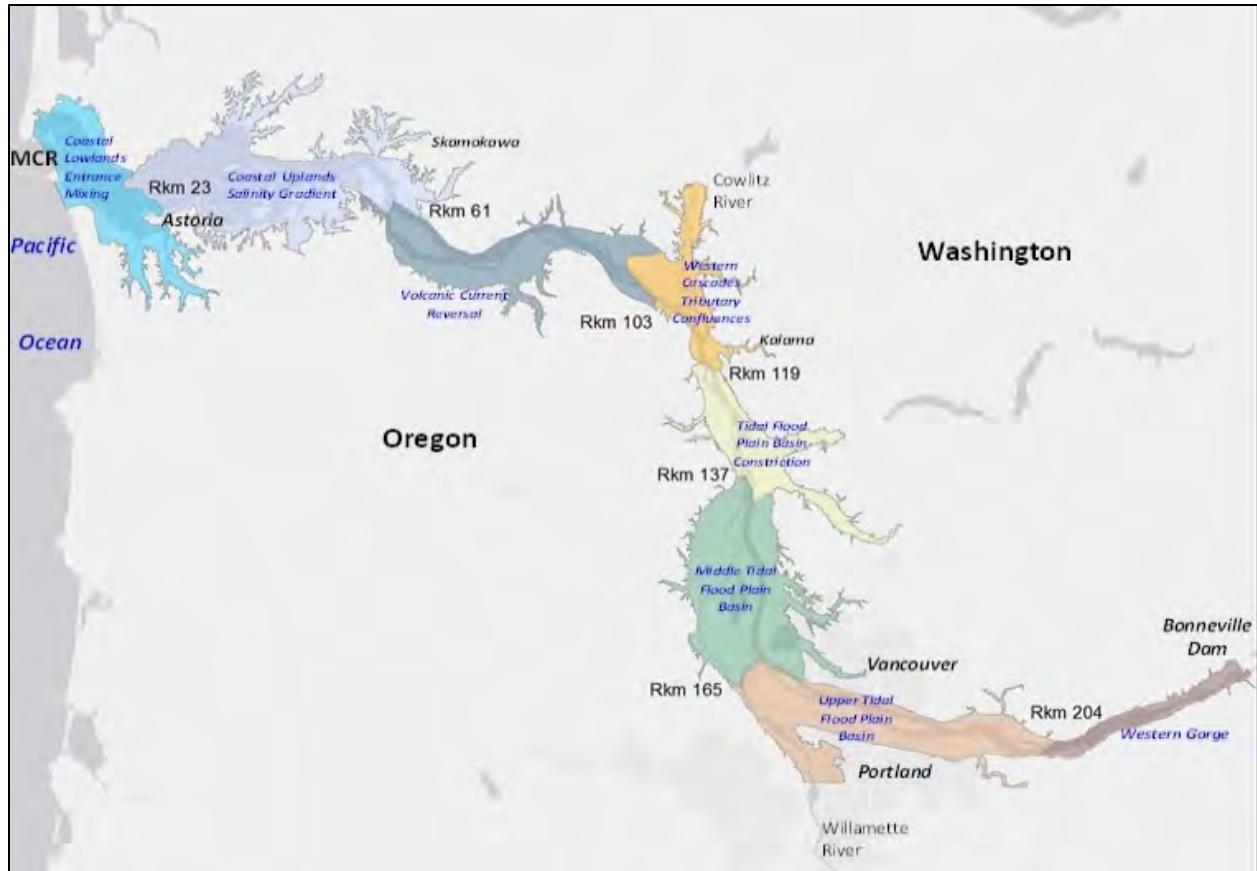 MCR
Coastal
Lowlands
Entrance
Mixing
Rkm 23
Astoria
Coastal Uplands
Salinity Gradient
Skamokawa
Rkm 61
Pacific
Ocean
Volcanic Current
Reversal
Cowlitz
River
Western
Cascades
Tributary
Confluances
Rkm 103
Kalama
Rkm 119
Washington
Oregon
Tidal Flood
Plain Basin
Constriction
Rkm 137
Middle Tidal
Flood Plain
Basin
Rkm 165
Vancouver
Bonneville
Dam
Upper Tidal
Flood Plain
Basin
Rkm 204
Western Gorge
Portland
Willamette
River